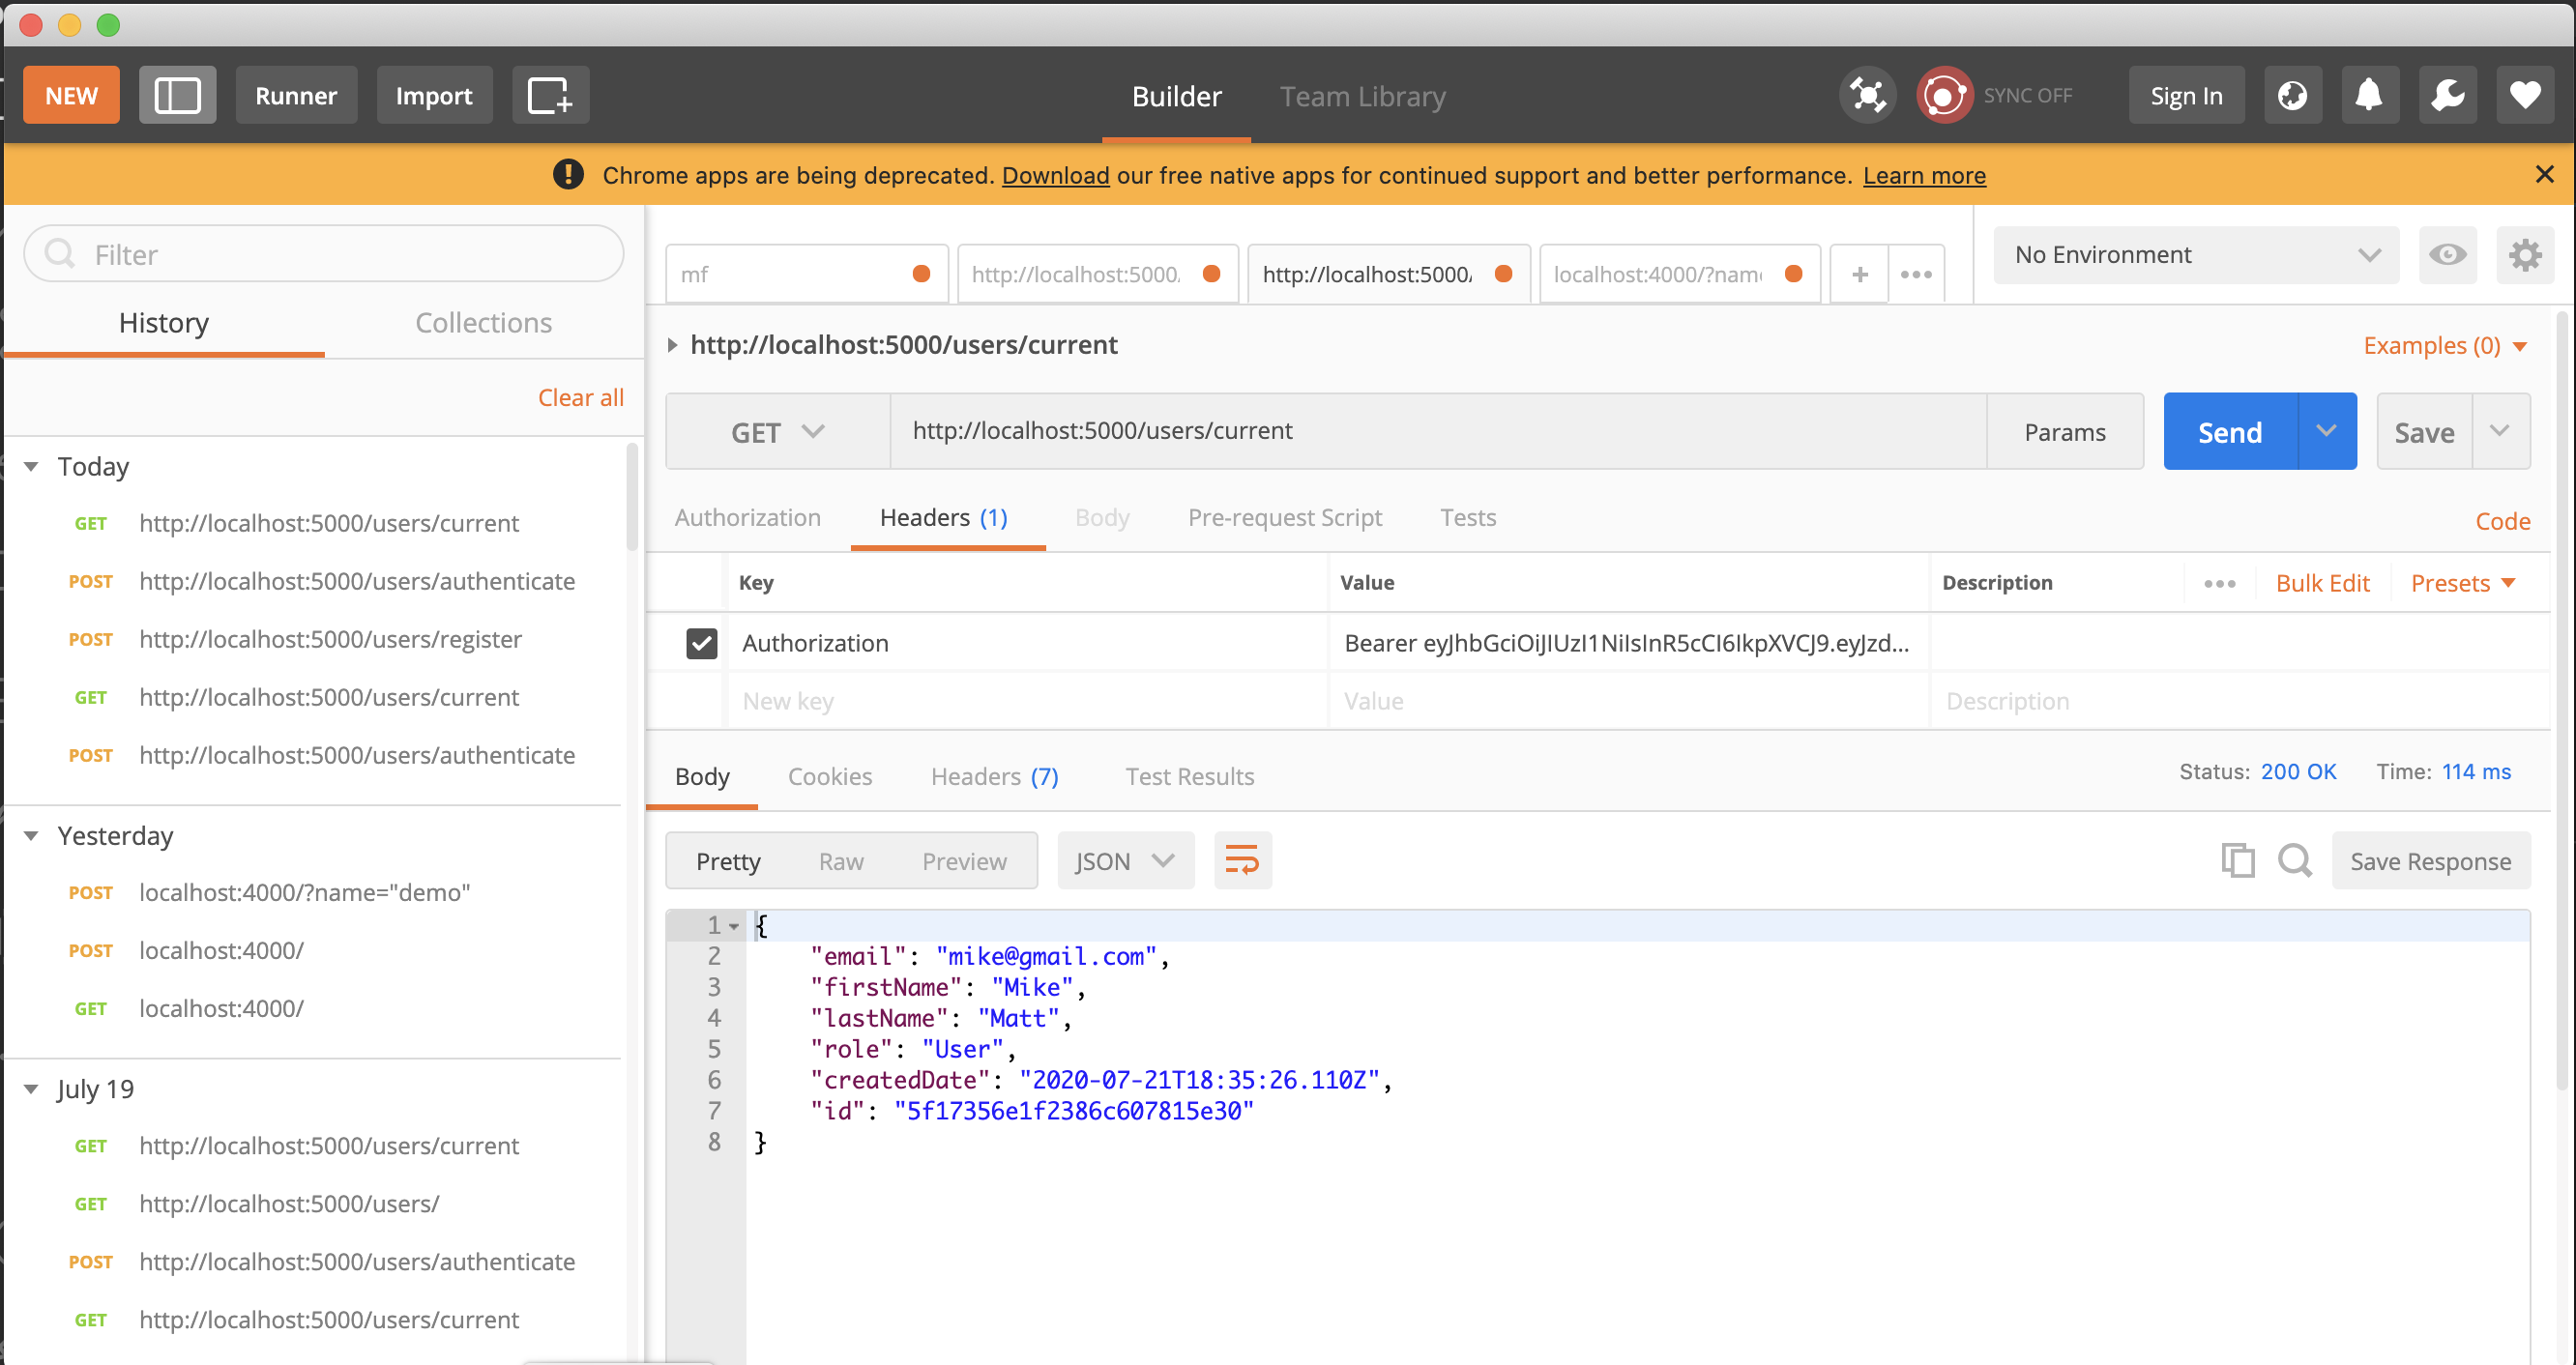 NEW Runner Import Builder Team Library SYNC OFF Sign In
Chrome apps are being deprecated. Download our free native apps for continued support and better performance. Learn more
Filter
History Collections
Clear all
Today
GET http://localhost:5000/users/current
POST http://localhost:5000/users/authenticate
POST http://localhost:5000/users/register
GET http://localhost:5000/users/current
POST http://localhost:5000/users/authenticate
Yesterday
POST localhost:4000/?name="demo"
POST localhost:4000/
GET localhost:4000/
July 19
GET http://localhost:5000/users/current
GET http://localhost:5000/users/
POST http://localhost:5000/users/authenticate
GET http://localhost:5000/users/current
mf http://localhost:5000/ http://localhost:5000/ localhost:4000/?nam + ••• No Environment
http://localhost:5000/users/current Examples (0)
GET http://localhost:5000/users/current Params Send Save
Authorization Headers (1) Body Pre-request Script Tests Code
Key Value Description ••• Bulk Edit Presets
Authorization Bearer eyJhbGciOiJIUzI1NiIsInR5cCI6IkpXVCJ9.eyJzd...
New key Value Description
Body Cookies Headers (7) Test Results Status: 200 OK Time: 114 ms
Pretty Raw Preview JSON Save Response
1 {
2 "email": "mike@gmail.com",
3 "firstName": "Mike",
4 "lastName": "Matt",
5 "role": "User",
6 "createdDate": "2020-07-21T18:35:26.110Z",
7 "id": "5f17356e1f2386c607815e30"
8 }